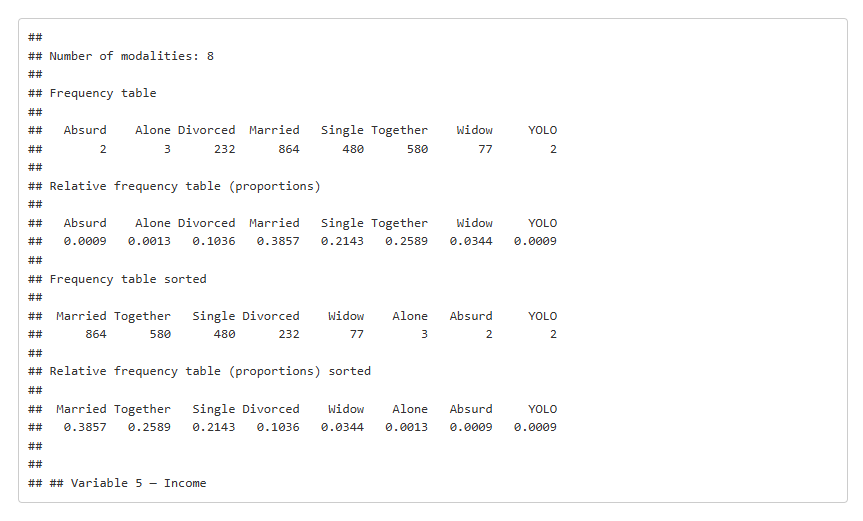 ##
## Number of modalities: 8
##
## Frequency table
##
##   Absurd    Alone Divorced  Married   Single Together    Widow     YOLO
##        2        3      232      864      480      580       77        2
##
## Relative frequency table (proportions)
##
##   Absurd    Alone Divorced  Married   Single Together    Widow     YOLO
##   0.0009   0.0013   0.1036   0.3857   0.2143   0.2589   0.0344   0.0009
##
## Frequency table sorted
##
##  Married Together   Single Divorced    Widow    Alone   Absurd     YOLO
##      864      580      480      232       77        3        2        2
##
## Relative frequency table (proportions) sorted
##
##  Married Together   Single Divorced    Widow    Alone   Absurd     YOLO
##   0.3857   0.2589   0.2143   0.1036   0.0344   0.0013   0.0009   0.0009
##
##
## ## Variable 5 – Income